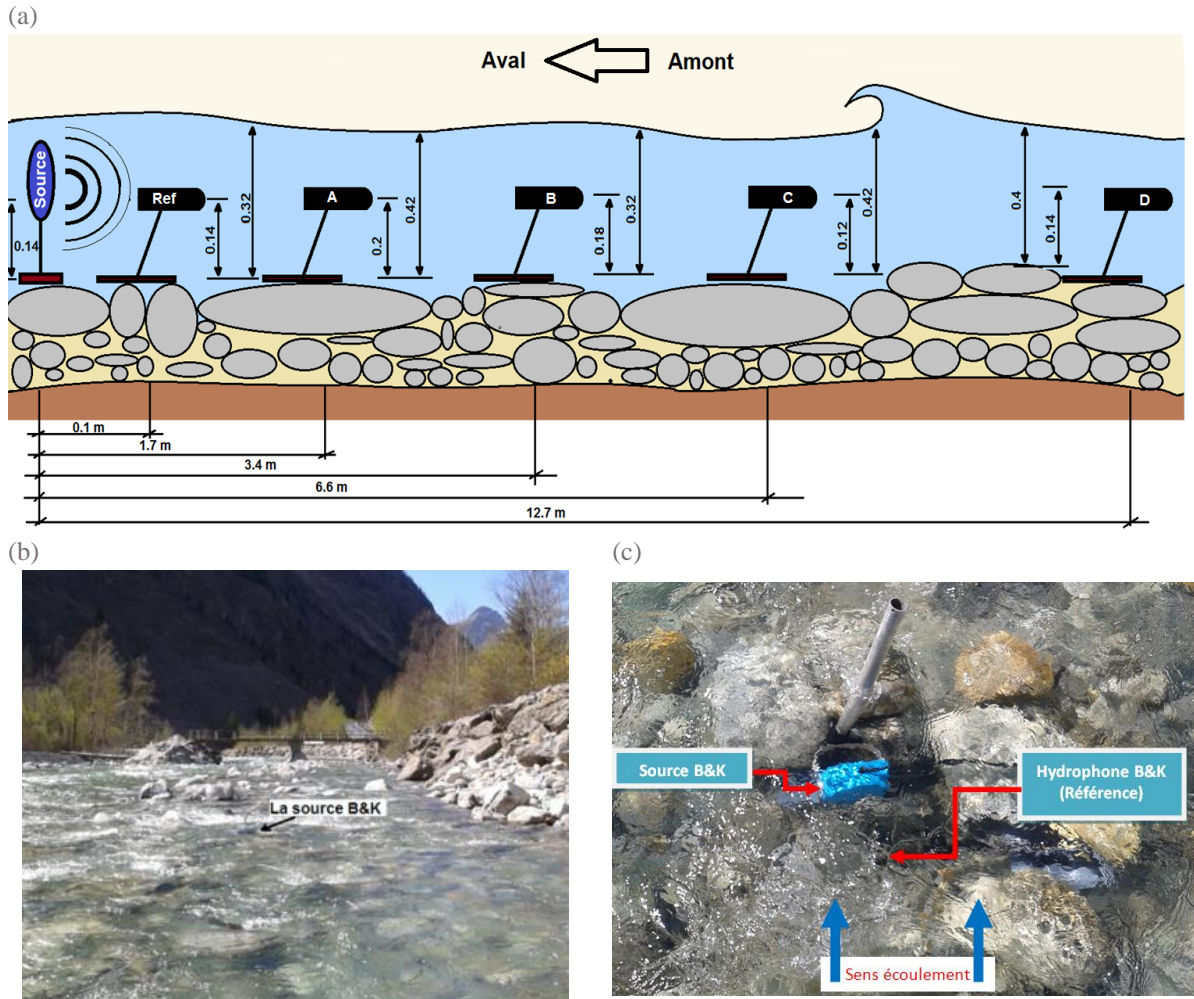 (a)
Aval
Amont
Source
Ref
A
B
C
D
0.14
0.14
0.32
0.2
0.42
0.18
0.32
0.12
0.42
0.4
0.14
0.1 m
1.7 m
3.4 m
6.6 m
12.7 m
(b)
(c)
La source B&K
Source B&K
Hydrophone B&K
(Référence)
Sens écoulement